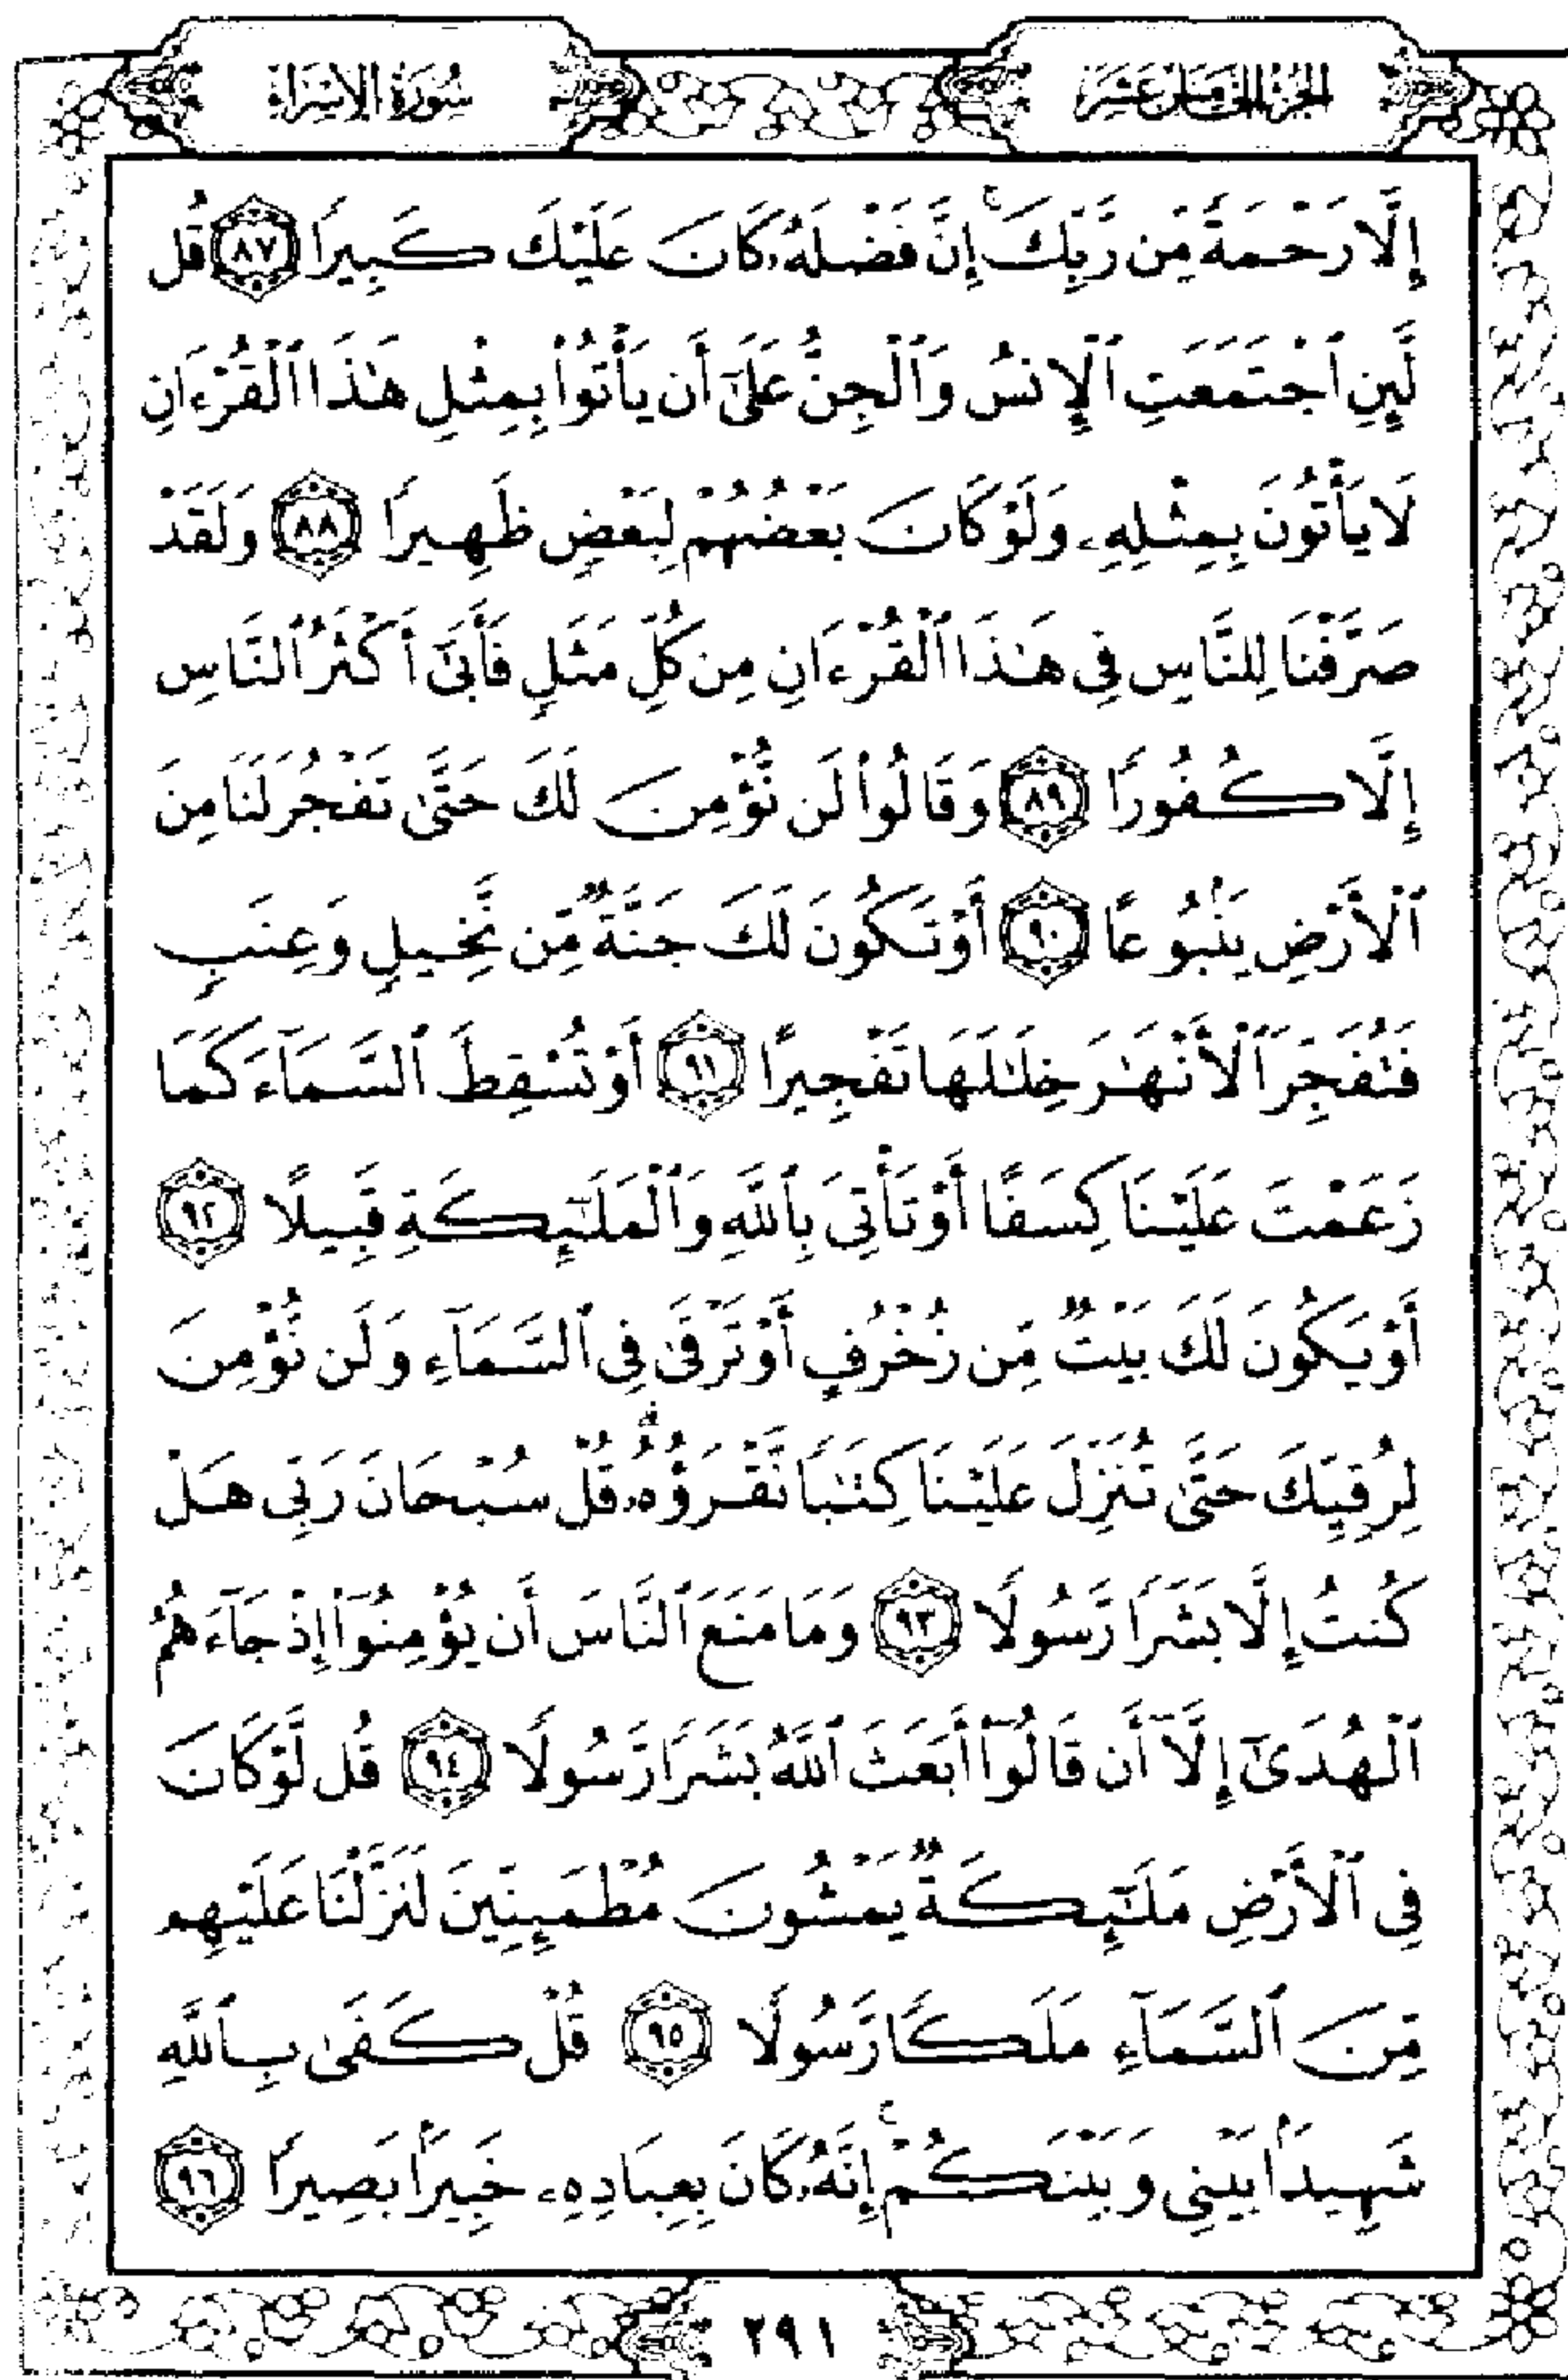 الجزء الخامس عشر
سورة الإسراء
إِلَّا رَحْمَةً مِّن رَّبِّكَ ۚ إِنَّ فَضْلَهُۥ كَانَ عَلَيْكَ كَبِيرًا ٨٧ قُل
لَّئِنِ ٱجْتَمَعَتِ ٱلْإِنسُ وَٱلْجِنُّ عَلَىٰٓ أَن يَأْتُوا۟ بِمِثْلِ هَٰذَا ٱلْقُرْءَانِ
لَا يَأْتُونَ بِمِثْلِهِۦ وَلَوْ كَانَ بَعْضُهُمْ لِبَعْضٍ ظَهِيرًا ٨٨ وَلَقَدْ
صَرَّفْنَا لِلنَّاسِ فِى هَٰذَا ٱلْقُرْءَانِ مِن كُلِّ مَثَلٍ فَأَبَىٰٓ أَكْثَرُ ٱلنَّاسِ
إِلَّا كُفُورًا ٨٩ وَقَالُوا۟ لَن نُّؤْمِنَ لَكَ حَتَّىٰ تَفْجُرَ لَنَا مِنَ
ٱلْأَرْضِ يَنۢبُوعًا ٩٠ أَوْ تَكُونَ لَكَ جَنَّةٌ مِّن نَّخِيلٍ وَعِنَبٍ
فَتُفَجِّرَ ٱلْأَنْهَٰرَ خِلَٰلَهَا تَفْجِيرًا ٩١ أَوْ تُسْقِطَ ٱلسَّمَآءَ كَمَا
زَعَمْتَ عَلَيْنَا كِسَفًا أَوْ تَأْتِىَ بِٱللَّهِ وَٱلْمَلَٰٓئِكَةِ قَبِيلًا ٩٢
أَوْ يَكُونَ لَكَ بَيْتٌ مِّن زُخْرُفٍ أَوْ تَرْقَىٰ فِى ٱلسَّمَآءِ وَلَن نُّؤْمِنَ
لِرُقِيِّكَ حَتَّىٰ تُنَزِّلَ عَلَيْنَا كِتَٰبًا نَّقْرَؤُهُۥ ۗ قُلْ سُبْحَانَ رَبِّى هَلْ
كُنتُ إِلَّا بَشَرًا رَّسُولًا ٩٣ وَمَا مَنَعَ ٱلنَّاسَ أَن يُؤْمِنُوٓا۟ إِذْ جَآءَهُمُ
ٱلْهُدَىٰٓ إِلَّآ أَن قَالُوٓا۟ أَبَعَثَ ٱللَّهُ بَشَرًا رَّسُولًا ٩٤ قُل لَّوْ كَانَ
فِى ٱلْأَرْضِ مَلَٰٓئِكَةٌ يَمْشُونَ مُطْمَئِنِّينَ لَنَزَّلْنَا عَلَيْهِم
مِّنَ ٱلسَّمَآءِ مَلَكًا رَّسُولًا ٩٥ قُلْ كَفَىٰ بِٱللَّهِ
شَهِيدًۢا بَيْنِى وَبَيْنَكُمْ ۚ إِنَّهُۥ كَانَ بِعِبَادِهِۦ خَبِيرًۢا بَصِيرًا ٩٦
٢٩١